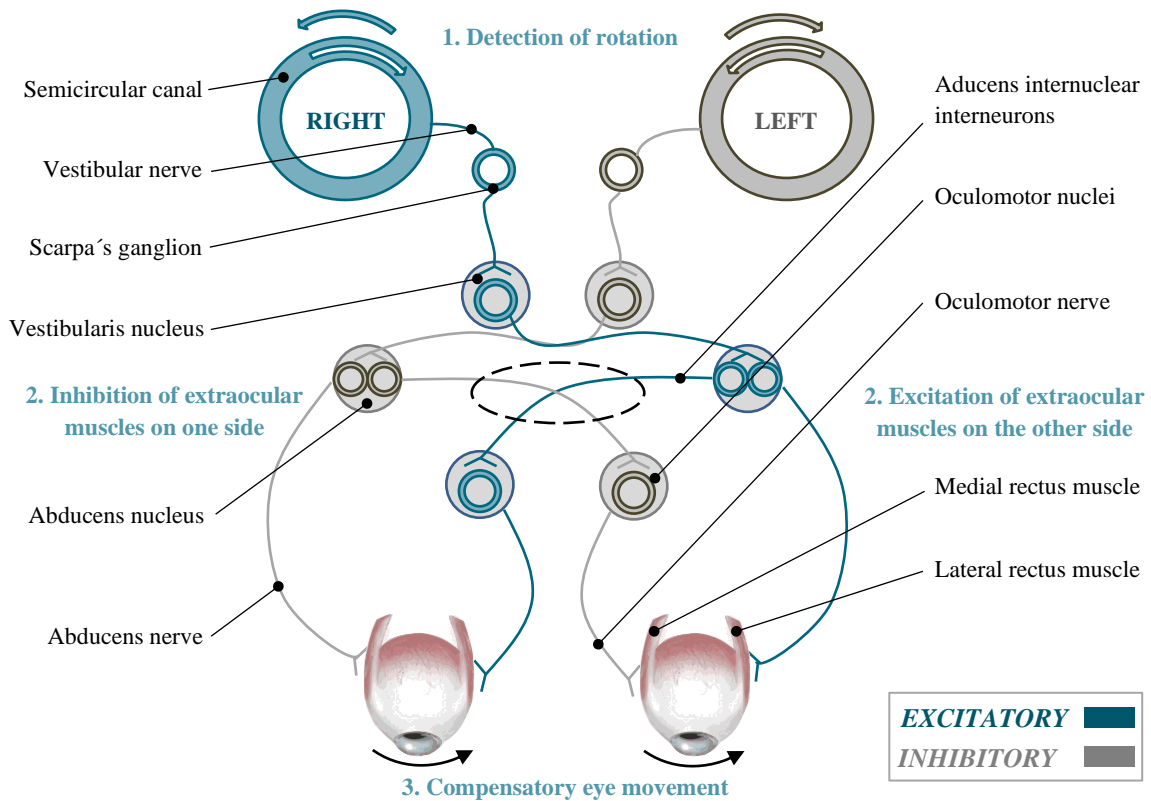 1. Detection of rotation
Semicircular canal
RIGHT
LEFT
Aducens internuclear
interneurons
Vestibular nerve
Oculomotor nuclei
Scarpa´s ganglion
Vestibularis nucleus
Oculomotor nerve
2. Inhibition of extraocular
muscles on one side
2. Excitation of extraocular
muscles on the other side
Abducens nucleus
Medial rectus muscle
Lateral rectus muscle
Abducens nerve
EXCITATORY
INHIBITORY
3. Compensatory eye movement